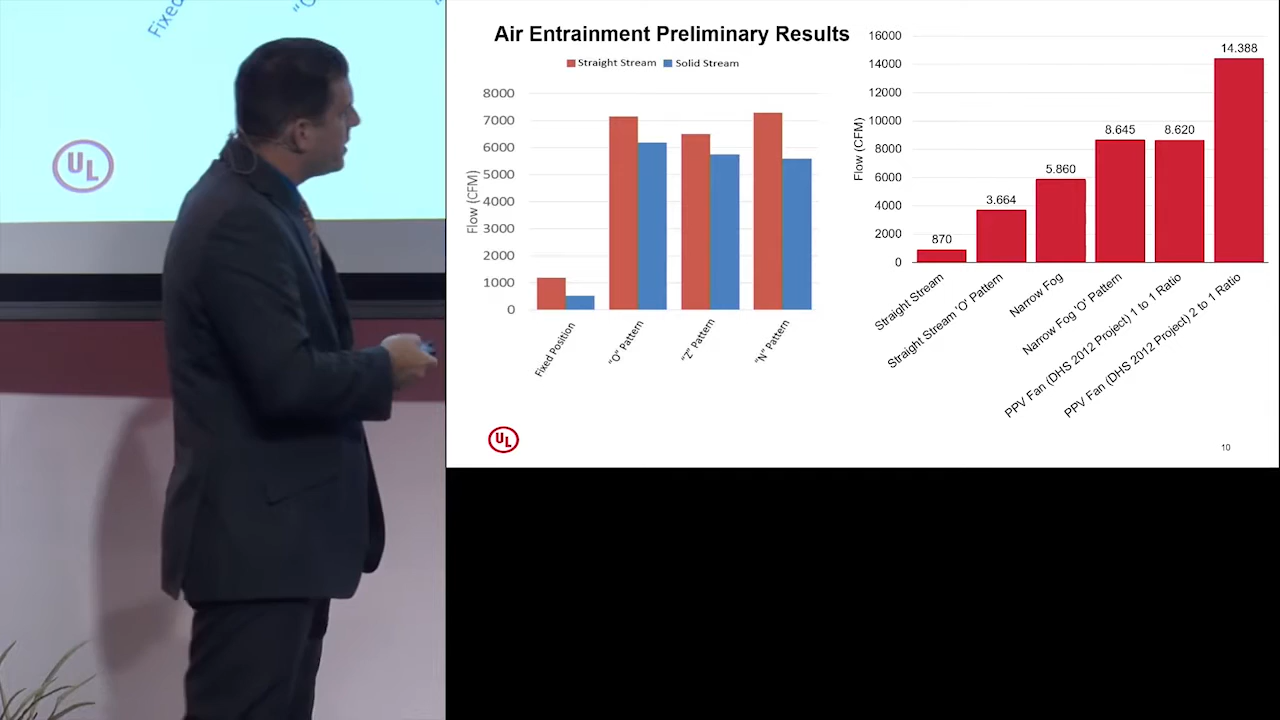 Fixed
"O
UL
Air Entrainment Preliminary Results
Straight Stream Solid Stream
8000
7000
6000
5000
4000
3000
2000
1000
0
Flow (CFM)
Fixed Position
"O" Pattern
"Z" Pattern
"N" Pattern
16000
14000
12000
10000
8000
6000
4000
2000
0
Flow (CFM)
870
3.664
5.860
8.645
8.620
14.388
Straight Stream
Straight Stream 'O' Pattern
Narrow Fog
Narrow Fog 'O' Pattern
PPV Fan (DHS 2012 Project) 1 to 1 Ratio
PPV Fan (DHS 2012 Project) 2 to 1 Ratio
UL
10